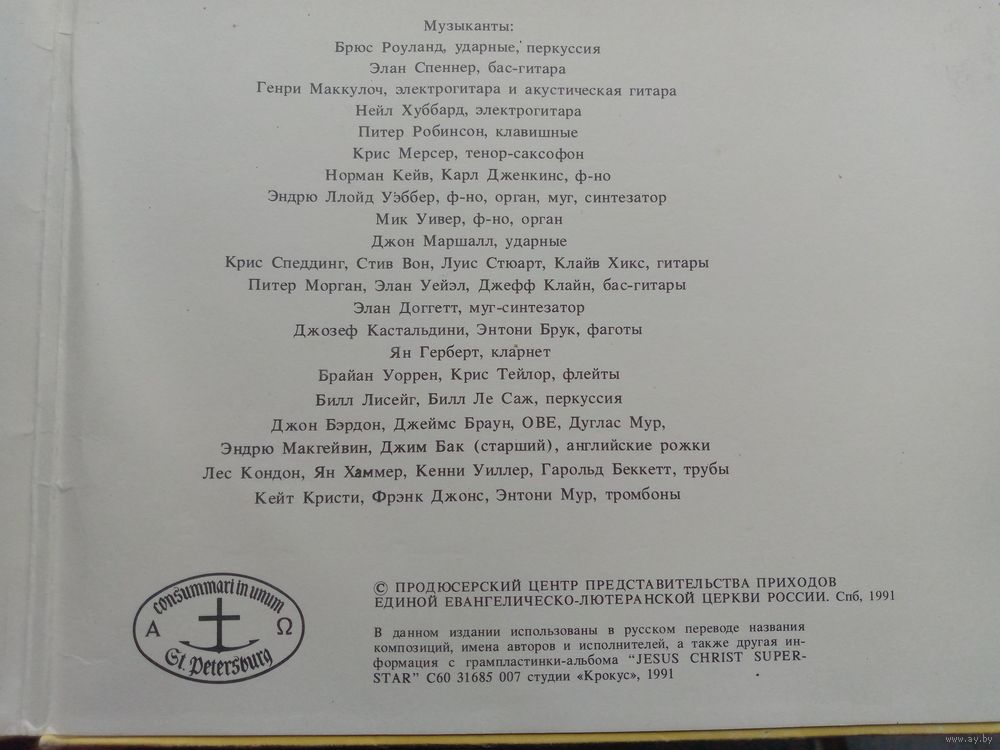 Музыканты:
Брюс Роуланд, ударные, перкуссия
Элан Спеннер, бас-гитара
Генри Маккулоч, электрогитара и акустическая гитара
Нейл Хуббард, электрогитара
Питер Робинсон, клавишные
Крис Мерсер, тенор-саксофон
Норман Кейв, Карл Дженкинс, ф-но
Эндрю Ллойд Уэббер, ф-но, орган, муг, синтезатор
Мик Уивер, ф-но, орган
Джон Маршалл, ударные
Крис Спеддинг, Стив Вон, Луис Стюарт, Клайв Хикс, гитары
Питер Морган, Элан Уейэл, Джефф Клайн, бас-гитары
Элан Доггетт, муг-синтезатор
Джозеф Кастальдини, Энтони Брук, фаготы
Ян Герберт, кларнет
Брайан Уоррен, Крис Тейлор, флейты
Билл Лисейг, Билл Ле Саж, перкуссия
Джон Бэрдон, Джеймс Браун, ОВЕ, Дуглас Мур,
Эндрю Макгейвин, Джим Бак (старший), английские рожки
Лес Кондон, Ян Хаммер, Кенни Уиллер, Гарольд Беккетт, трубы
Кейт Кристи, Фрэнк Джонс, Энтони Мур, тромбоны
consummari in unum
Α Ω
St. Petersburg
© ПРОДЮСЕРСКИЙ ЦЕНТР ПРЕДСТАВИТЕЛЬСТВА ПРИХОДОВ
ЕДИНОЙ ЕВАНГЕЛИЧЕСКО-ЛЮТЕРАНСКОЙ ЦЕРКВИ РОССИИ. Спб, 1991
В данном издании использованы в русском переводе названия
композиций, имена авторов и исполнителей, а также другая ин-
формация с грампластинки-альбома "JESUS CHRIST SUPER-
STAR" С60 31685 007 студии «Крокус», 1991
www.ay.by